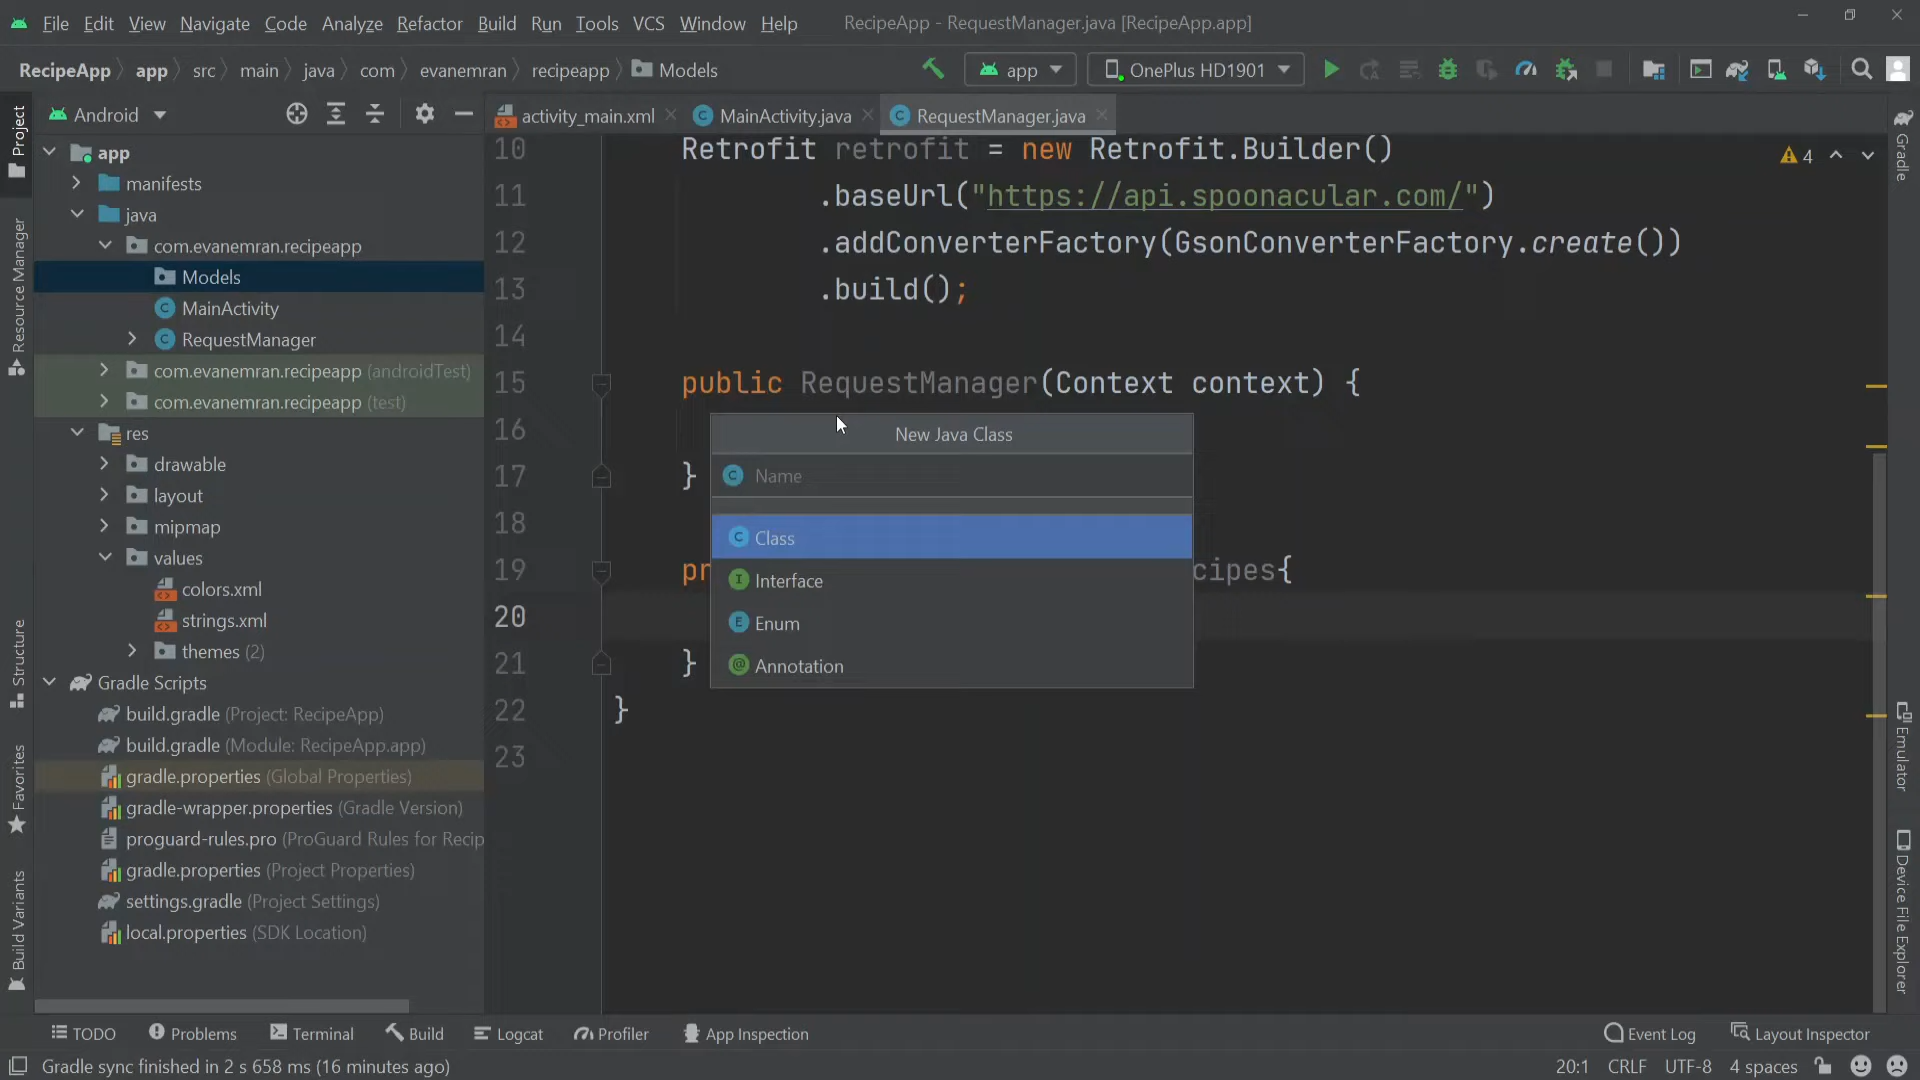 File Edit View Navigate Code Analyze Refactor Build Run Tools VCS Window Help RecipeApp - RequestManager.java [RecipeApp.app]
RecipeApp app src main java com evanemran recipeapp Models app OnePlus HD1901
Android
activity_main.xml MainActivity.java RequestManager.java
app
manifests
java
com.evanemran.recipeapp
Models
MainActivity
RequestManager
com.evanemran.recipeapp (androidTest)
com.evanemran.recipeapp (test)
res
drawable
layout
mipmap
values
colors.xml
strings.xml
themes (2)
Gradle Scripts
build.gradle (Project: RecipeApp)
build.gradle (Module: RecipeApp.app)
gradle.properties (Global Properties)
gradle-wrapper.properties (Gradle Version)
proguard-rules.pro (ProGuard Rules for Recip
gradle.properties (Project Properties)
settings.gradle (Project Settings)
local.properties (SDK Location)
Project
Resource Manager
Structure
Favorites
Build Variants
10 Retrofit retrofit = new Retrofit.Builder()
11 .baseUrl("https://api.spoonacular.com/")
12 .addConverterFactory(GsonConverterFactory.create())
13 .build();
14
15 public RequestManager(Context context) {
16
17 }
18
19 pr cipes{
20
21 }
22 }
23
4
New Java Class
Name
Class
Interface
Enum
Annotation
Gradle
Emulator
Device File Explorer
TODO Problems Terminal Build Logcat Profiler App Inspection Event Log Layout Inspector
Gradle sync finished in 2 s 658 ms (16 minutes ago) 20:1 CRLF UTF-8 4 spaces